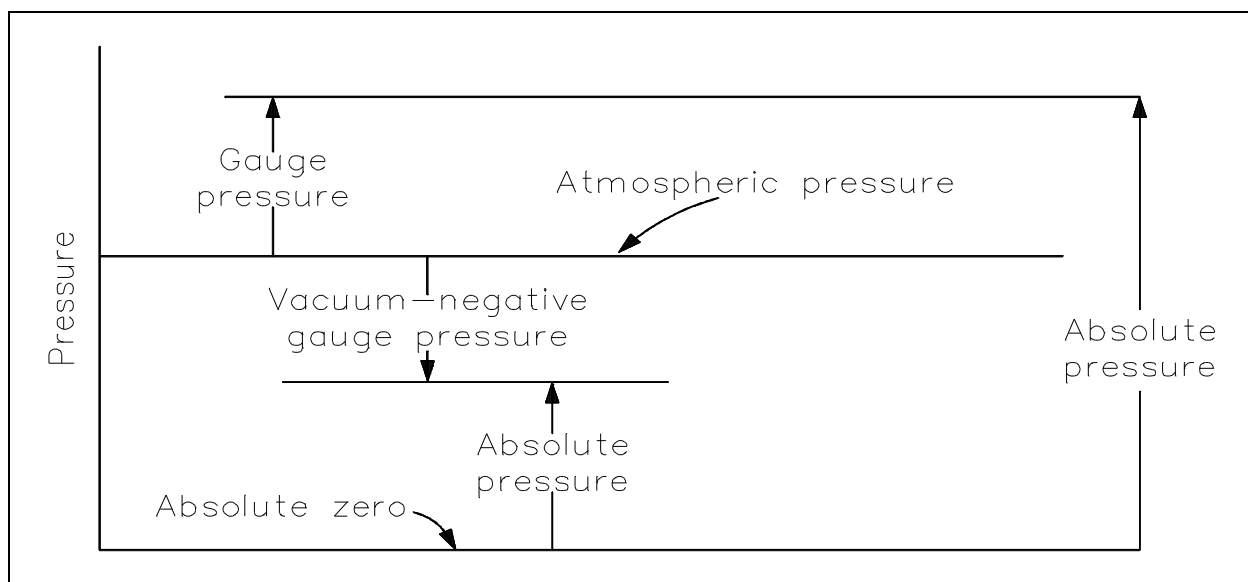 Gauge
pressure
Atmospheric pressure
Pressure
Vacuum-negative
gauge pressure
Absolute
pressure
Absolute
pressure
Absolute zero